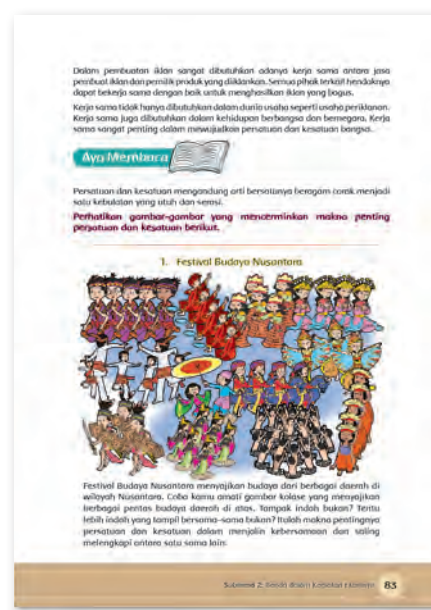 Dalam pembuatan iklan sangat dibutuhkan adanya kerja sama antara jasa
pembuat iklan dan pemilik produk yang diiklankan. Semua pihak terkait hendaknya
dapat bekerja sama dengan baik untuk menghasilkan iklan yang bagus.
Kerja sama tidak hanya dibutuhkan dalam dunia usaha seperti usaha periklanan.
Kerja sama juga dibutuhkan dalam kehidupan berbangsa dan bernegara. Kerja
sama sangat penting dalam mewujudkan persatuan dan kesatuan bangsa.
Ayo Membaca
Persatuan dan kesatuan mengandung arti bersatunya beragam corak menjadi
satu kebulatan yang utuh dan serasi.
Perhatikan gambar-gambar yang mencerminkan makna penting
persatuan dan kesatuan berikut.
1. Festival Budaya Nusantara
Festival Budaya Nusantara menyajikan budaya dari berbagai daerah di
wilayah Nusantara. Coba kamu amati gambar kolase yang menyajikan
berbagai pentas budaya daerah di atas. Tampak indah bukan? Tentu
lebih indah yang tampil bersama-sama bukan? Itulah makna pentingnya
persatuan dan kesatuan dalam menjalin kebersamaan dan saling
melengkapi antara satu sama lain.
Subtema 2: 83